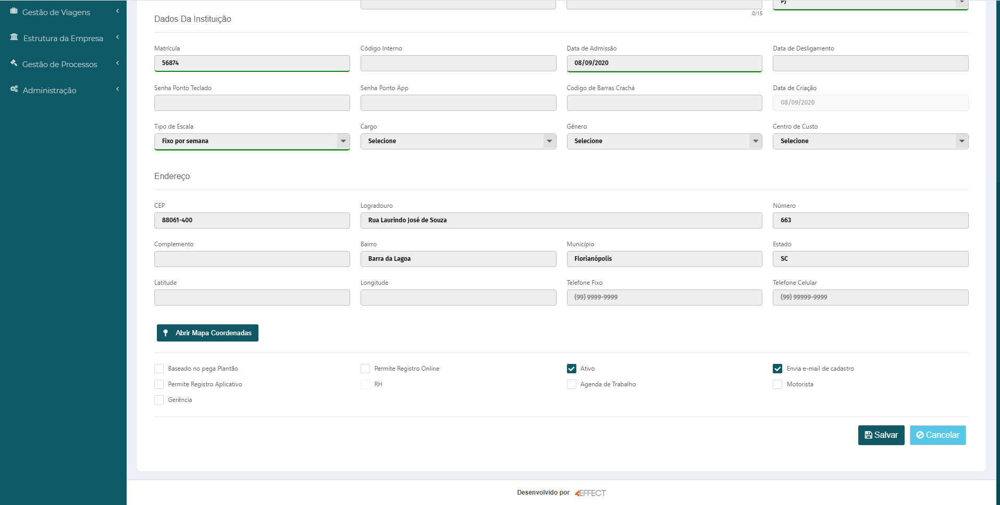 Gestão de Viagens
Estrutura da Empresa
Gestão de Processos
Administração
PJ
0/15
Dados Da Instituição
Matrícula Código Interno Data de Admissão Data de Desligamento
56874 08/09/2020
Senha Ponto Teclado Senha Ponto App Codigo de Barras Crachá Data de Criação
08/09/2020
Tipo de Escala Cargo Gênero Centro de Custo
Fixo por semana Selecione Selecione Selecione
Endereço
CEP Logradouro Número
88061-400 Rua Laurindo José de Souza 663
Complemento Bairro Município Estado
Barra da Lagoa Florianópolis SC
Latitude Longitude Telefone Fixo Telefone Celular
(99) 9999-9999 (99) 99999-9999
Abrir Mapa Coordenadas
Baseado no pega Plantão Permite Registro Online Ativo Envia e-mail de cadastro
Permite Registro Aplicativo RH Agenda de Trabalho Motorista
Gerência
Salvar Cancelar
Desenvolvido por 4EFFECT